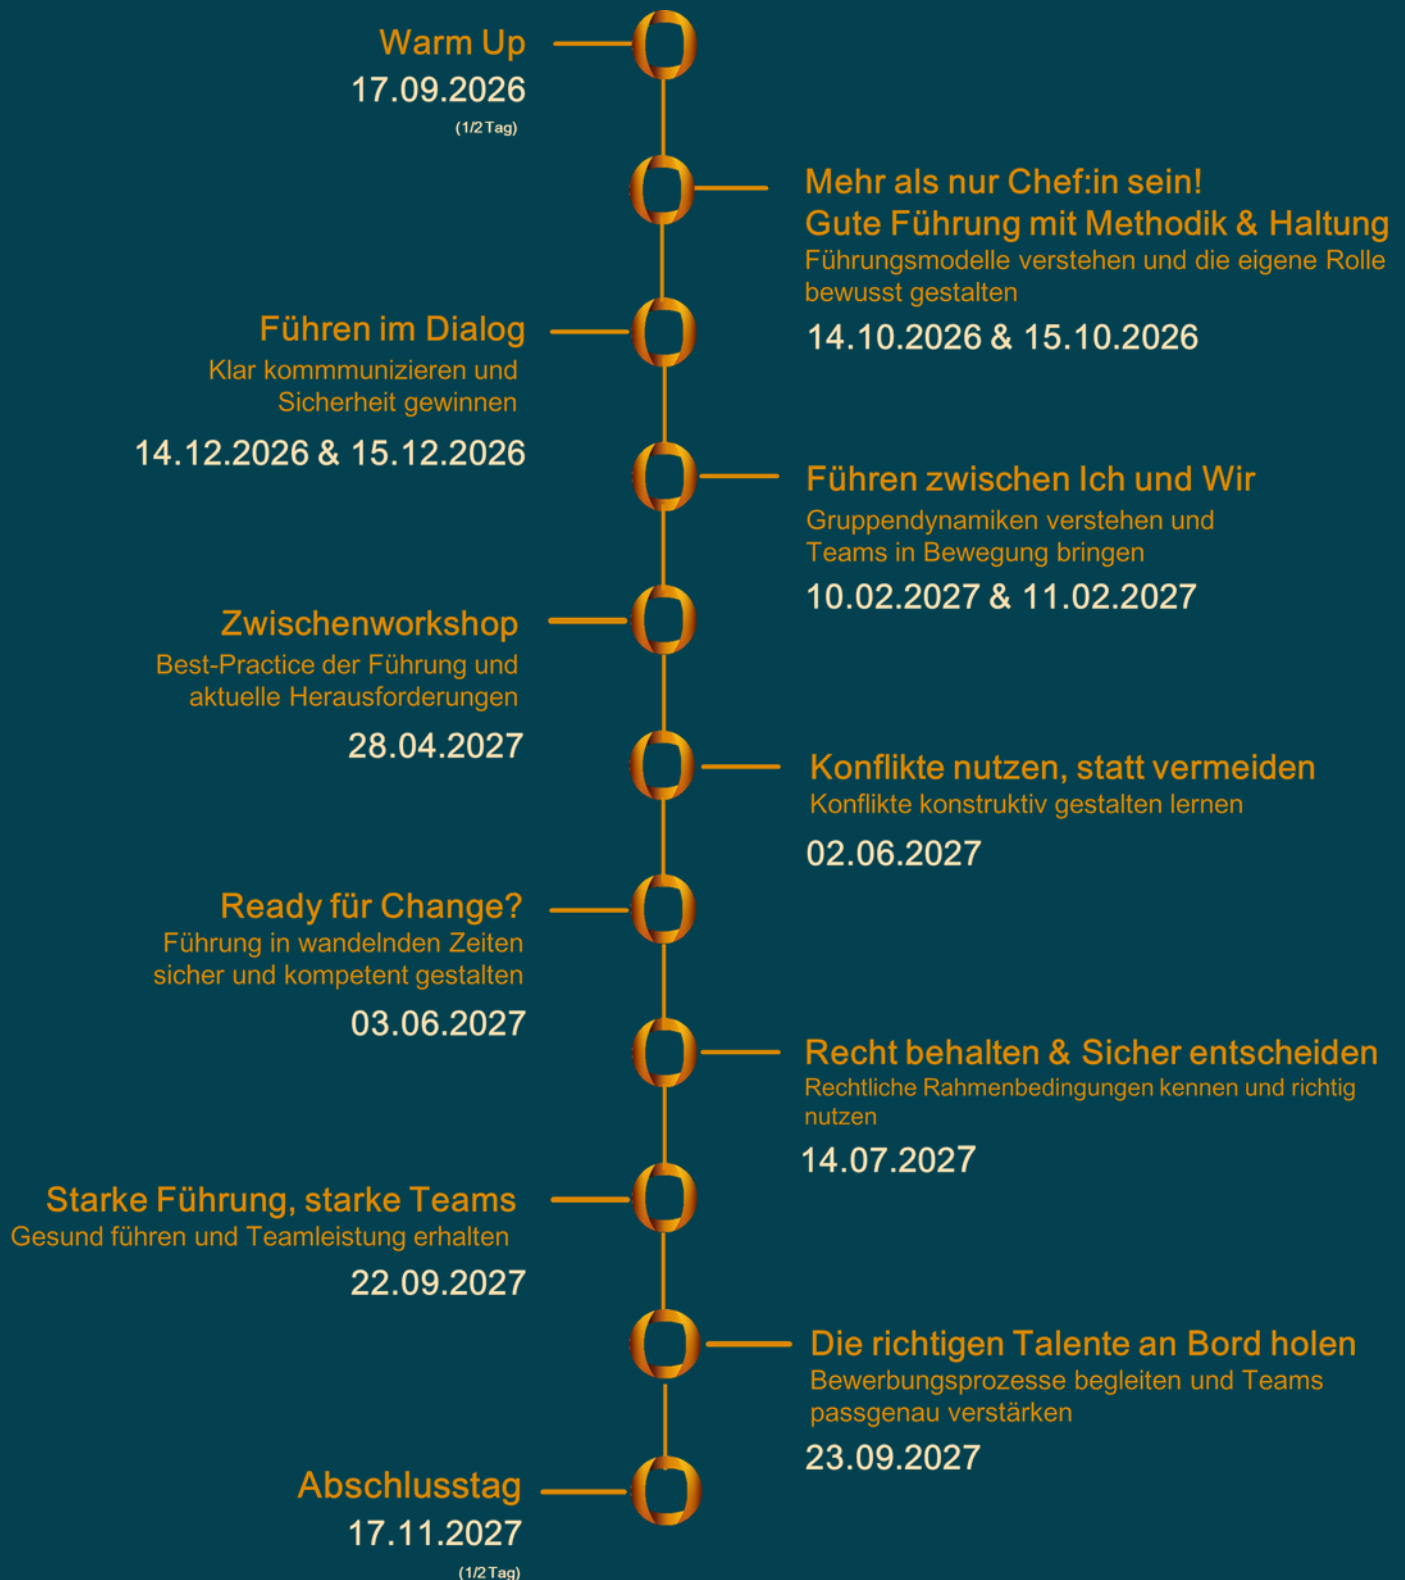 Warm Up
17.09.2026
(1/2 Tag)
Mehr als nur Chef:in sein!
Gute Führung mit Methodik & Haltung
Führungsmodelle verstehen und die eigene Rolle
bewusst gestalten
14.10.2026 & 15.10.2026
Führen im Dialog
Klar kommmunizieren und
Sicherheit gewinnen
14.12.2026 & 15.12.2026
Führen zwischen Ich und Wir
Gruppendynamiken verstehen und
Teams in Bewegung bringen
10.02.2027 & 11.02.2027
Zwischenworkshop
Best-Practice der Führung und
aktuelle Herausforderungen
28.04.2027
Konflikte nutzen, statt vermeiden
Konflikte konstruktiv gestalten lernen
02.06.2027
Ready für Change?
Führung in wandelnden Zeiten
sicher und kompetent gestalten
03.06.2027
Recht behalten & Sicher entscheiden
Rechtliche Rahmenbedingungen kennen und richtig
nutzen
14.07.2027
Starke Führung, starke Teams
Gesund führen und Teamleistung erhalten
22.09.2027
Die richtigen Talente an Bord holen
Bewerbungsprozesse begleiten und Teams
passgenau verstärken
23.09.2027
Abschlusstag
17.11.2027
(1/2 Tag)